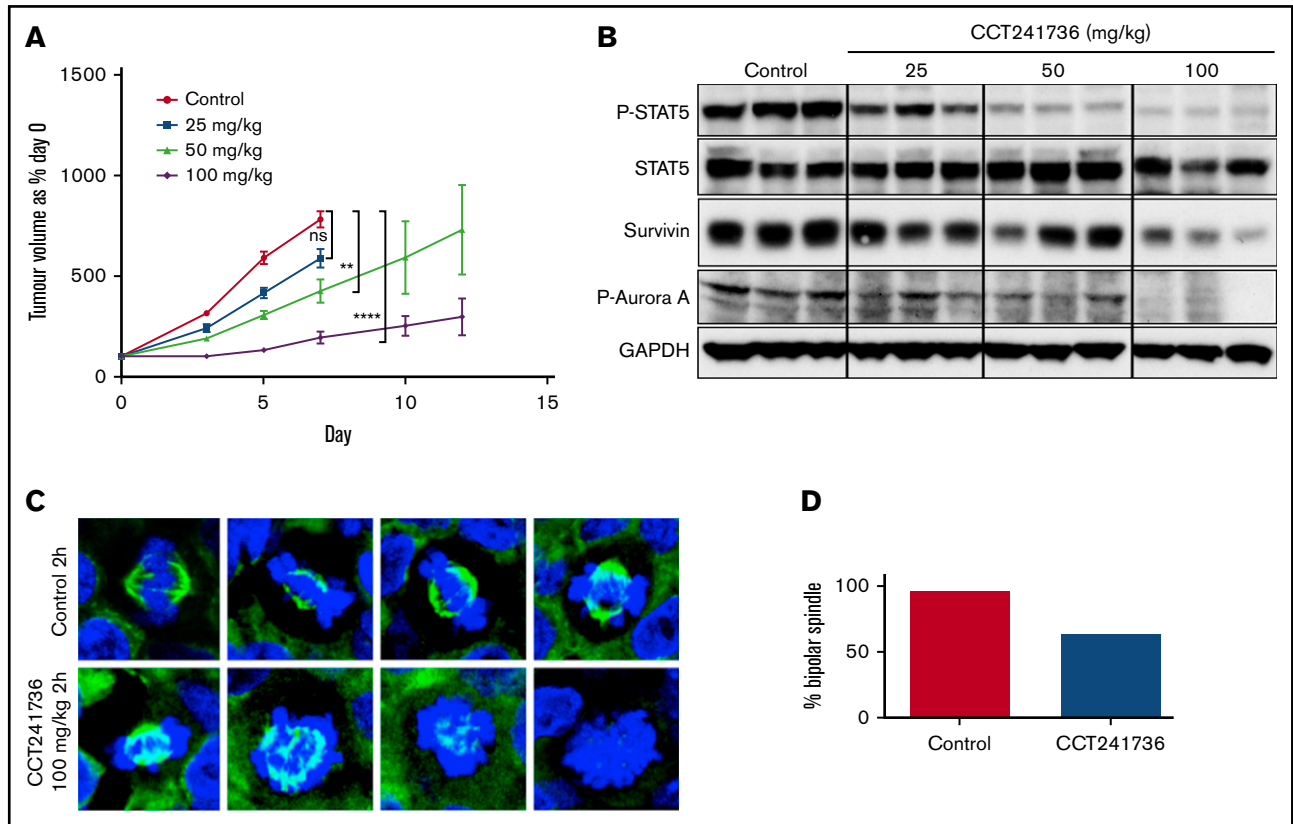 A
Tumour volume as % day 0
1500
1000
500
0
0
5
10
15
Day
Control
25 mg/kg
50 mg/kg
100 mg/kg
ns
**
****
B
CCT241736 (mg/kg)
Control
25
50
100
P-STAT5
STAT5
Survivin
P-Aurora A
GAPDH
C
Control 2h
CCT241736
100 mg/kg 2h
D
% bipolar spindle
100
50
0
Control
CCT241736